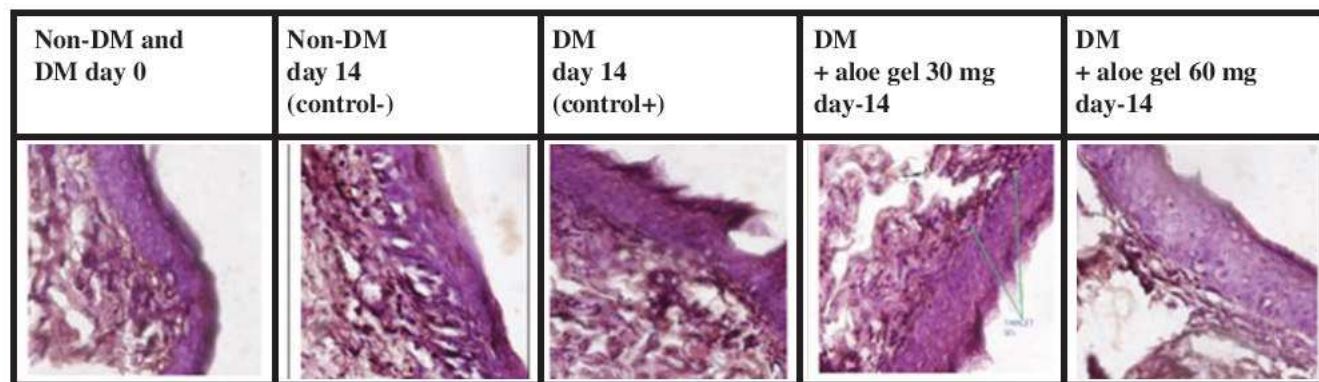 Non-DM and
DM day 0
Non-DM
day 14
(control-)
DM
day 14
(control+)
DM
+ aloe gel 30 mg
day-14
DM
+ aloe gel 60 mg
day-14